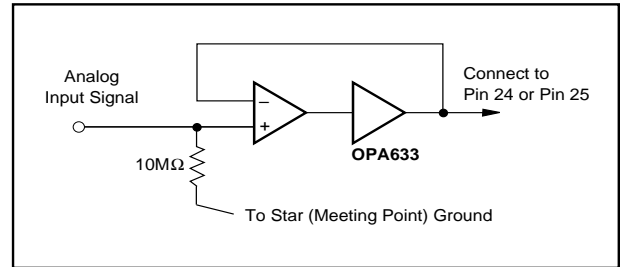 Analog
Input Signal
Connect to
Pin 24 or Pin 25
−
+
OPA633
10MΩ
To Star (Meeting Point) Ground